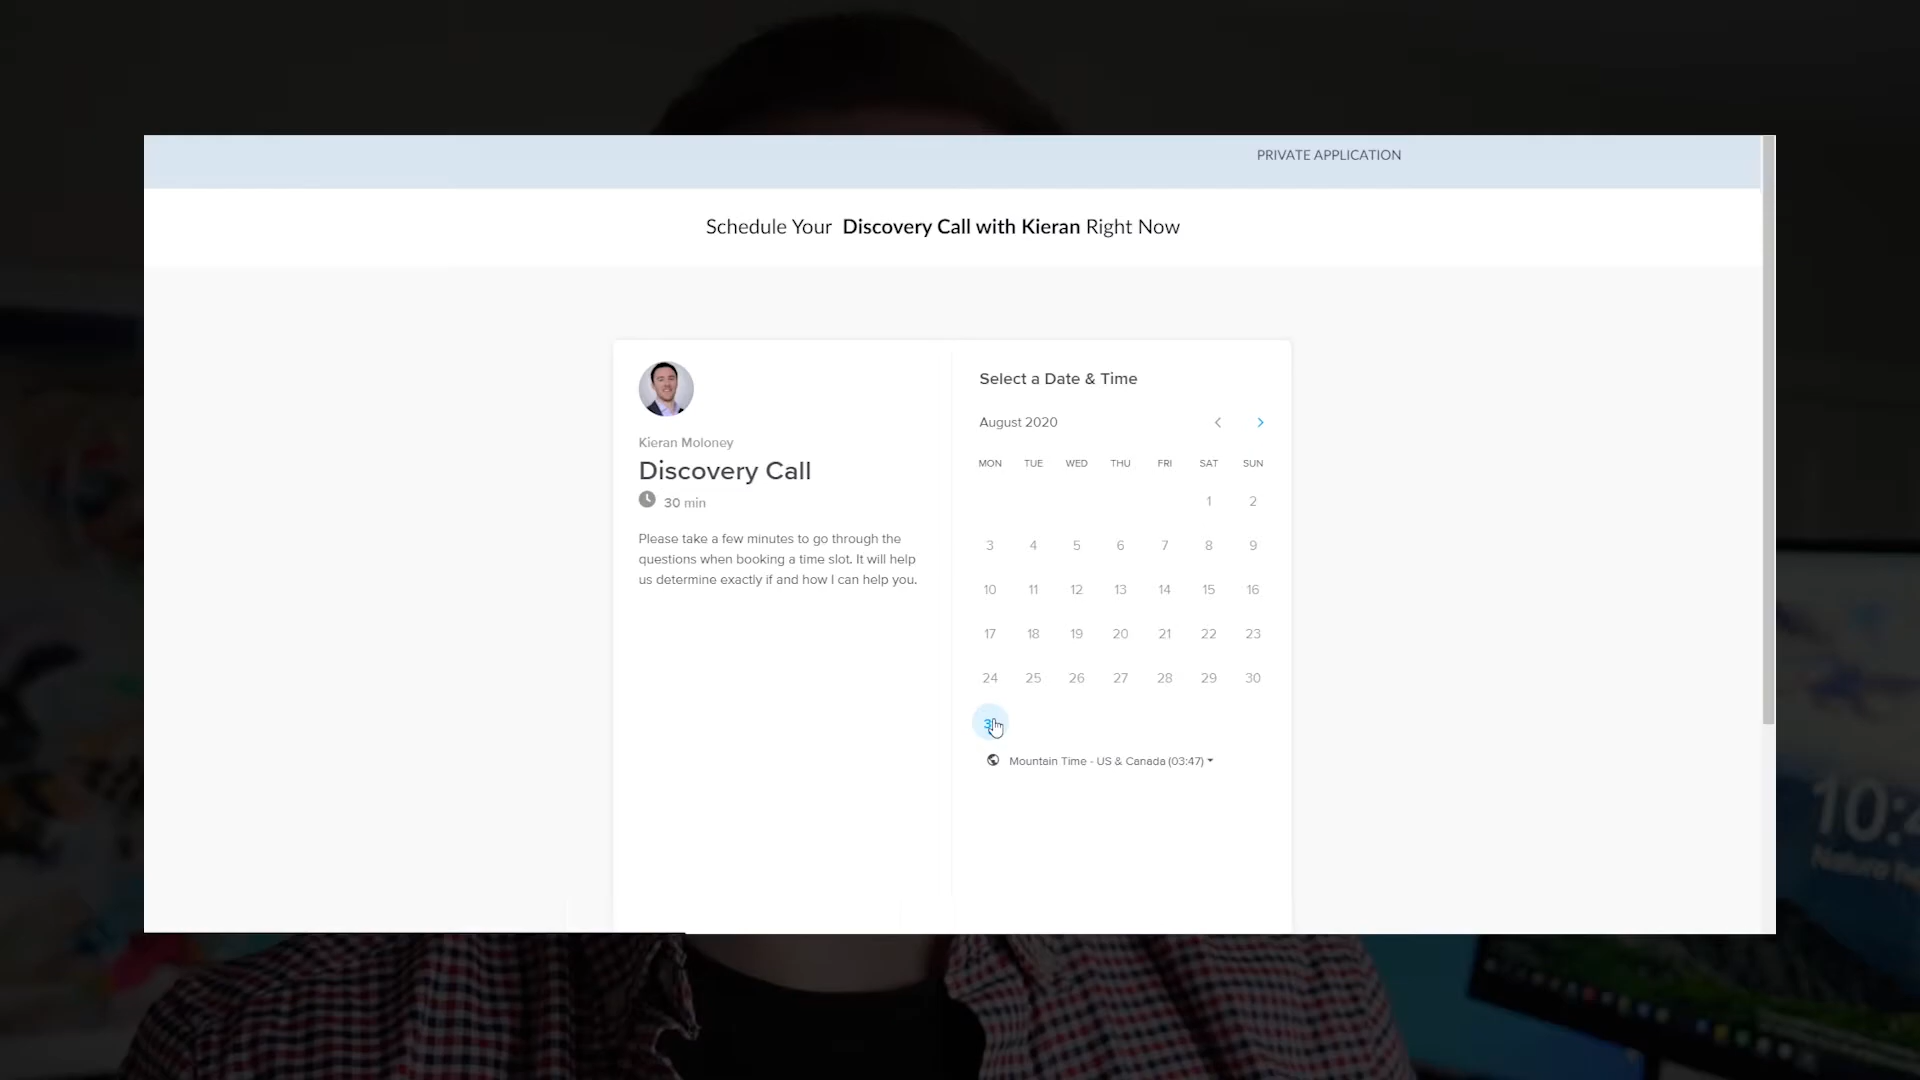 PRIVATE APPLICATION
Schedule Your Discovery Call with Kieran Right Now
Kieran Moloney
Discovery Call
30 min
Please take a few minutes to go through the
questions when booking a time slot. It will help
us determine exactly if and how I can help you.
Select a Date & Time
August 2020
MON TUE WED THU FRI SAT SUN
1 2
3 4 5 6 7 8 9
10 11 12 13 14 15 16
17 18 19 20 21 22 23
24 25 26 27 28 29 30
Mountain Time - US & Canada (03:47)
Nature